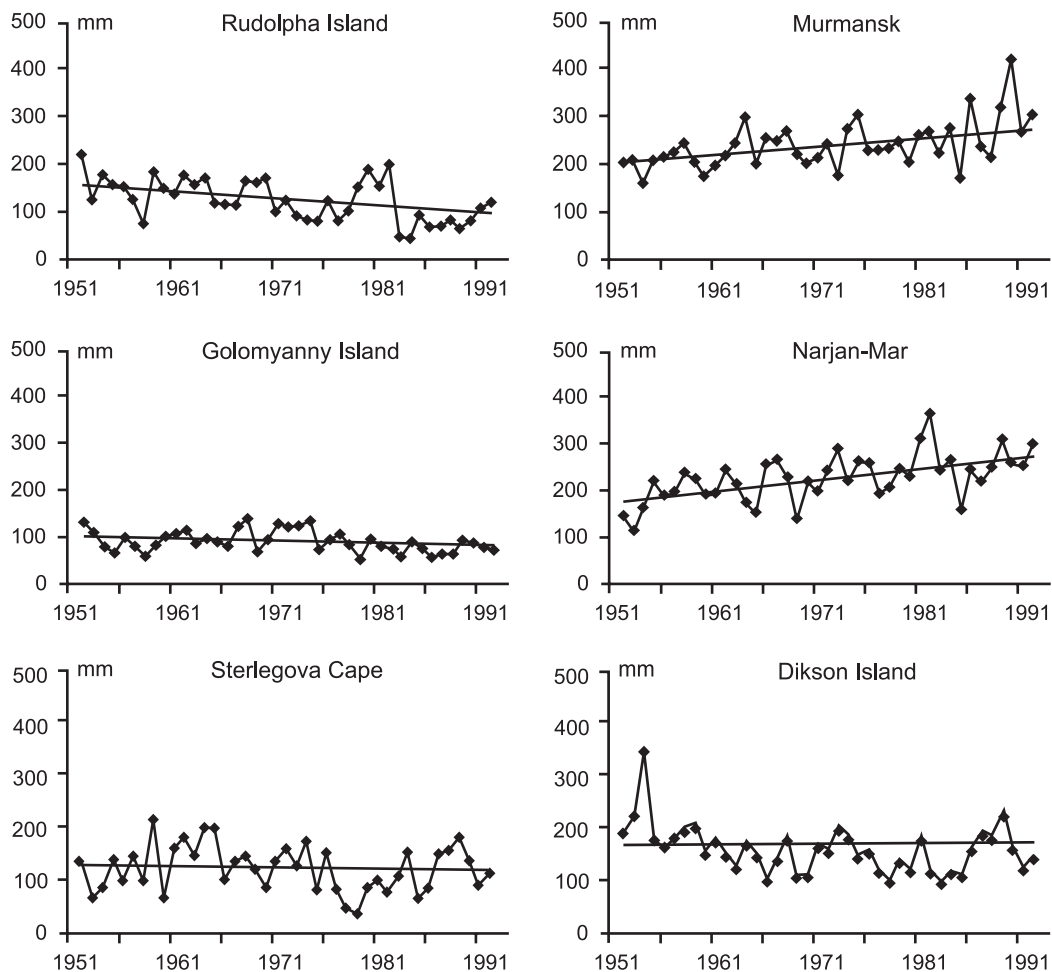 500 mm Rudolpha Island
400
300
200
100
0
1951 1961 1971 1981 1991
500 mm Murmansk
400
300
200
100
0
1951 1961 1971 1981 1991
500 mm Golomyanny Island
400
300
200
100
0
1951 1961 1971 1981 1991
500 mm Narjan-Mar
400
300
200
100
0
1951 1961 1971 1981 1991
500 mm Sterlegova Cape
400
300
200
100
0
1951 1961 1971 1981 1991
500 mm Dikson Island
400
300
200
100
0
1951 1961 1971 1981 1991